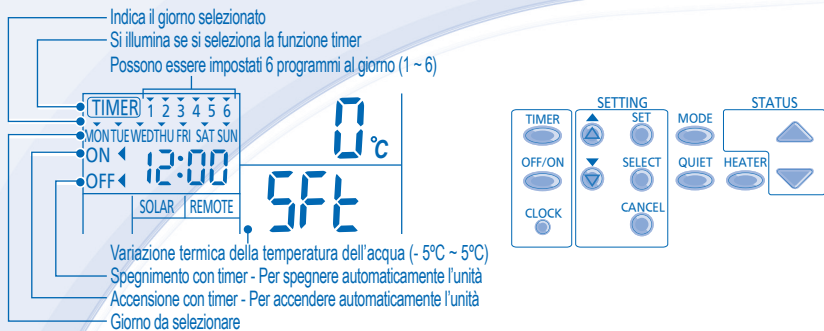 Indica il giorno selezionato
Si illumina se si seleziona la funzione timer
Possono essere impostati 6 programmi al giorno (1 ~ 6)
TIMER 1 2 3 4 5 6
MON TUE WED THU FRI SAT SUN
ON
OFF
12:00
SOLAR REMOTE
0 °C
SFt
Variazione termica della temperatura dell'acqua (- 5ºC ~ 5ºC)
Spegnimento con timer - Per spegnere automaticamente l'unità
Accensione con timer - Per accendere automaticamente l'unità
Giorno da selezionare
SETTING STATUS
TIMER SET MODE
OFF/ON SELECT QUIET HEATER
CLOCK CANCEL